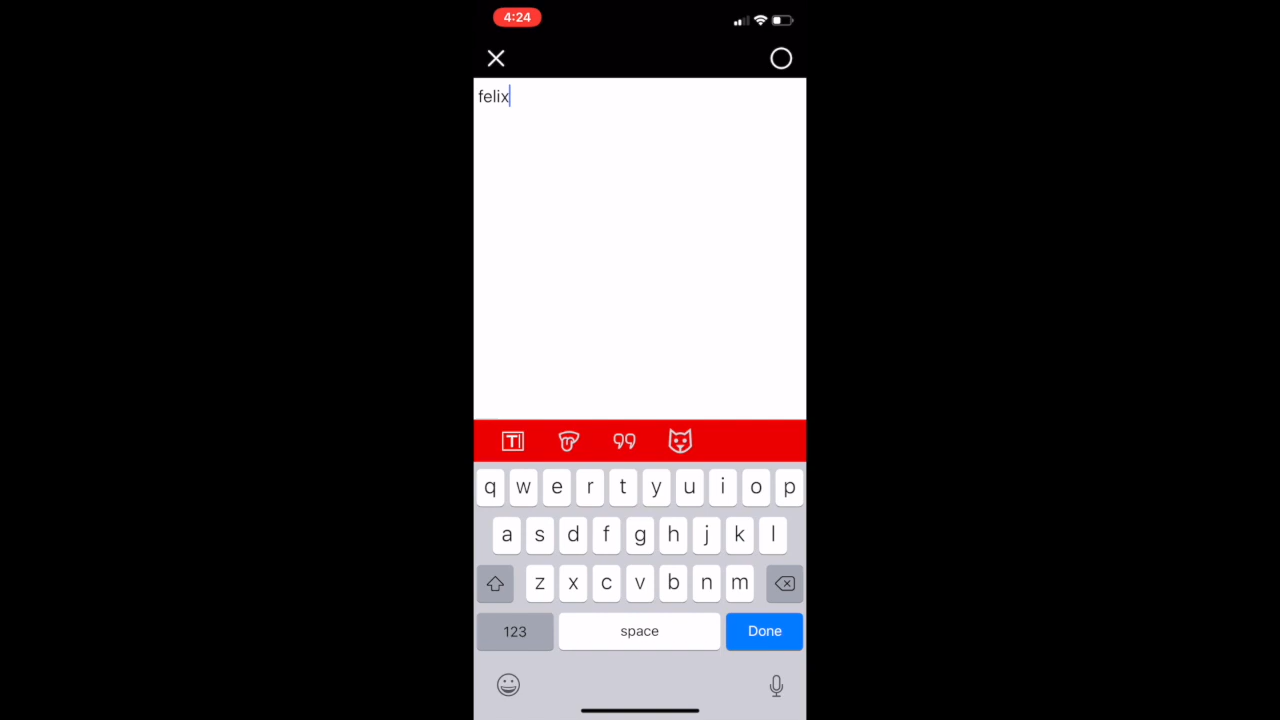 4:24
felix
T
q w e r t y u i o p
a s d f g h j k l
z x c v b n m
123 space Done